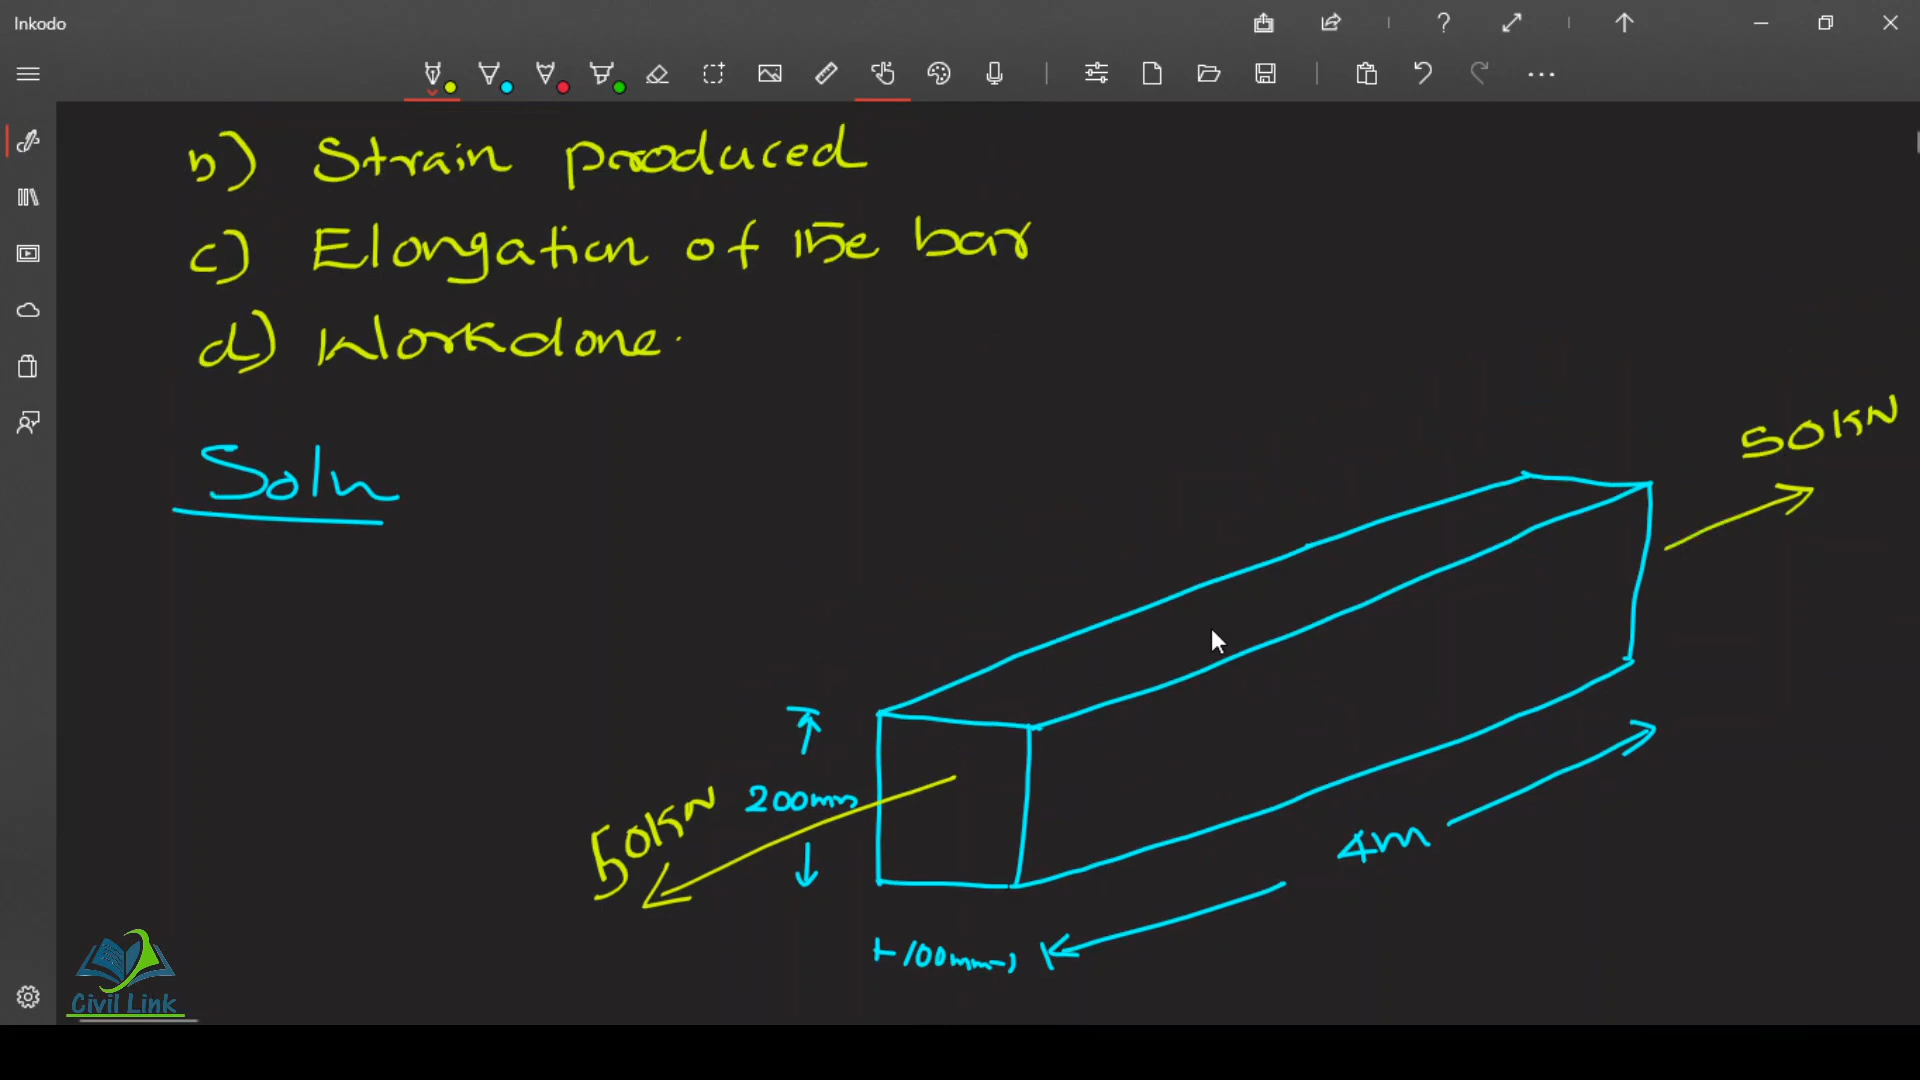 Inkodo
b) Strain produced
c) Elongation of the bar
d) Workdone.
Soln
50KN
200mm
50KN
4m
100mm
Civil Link